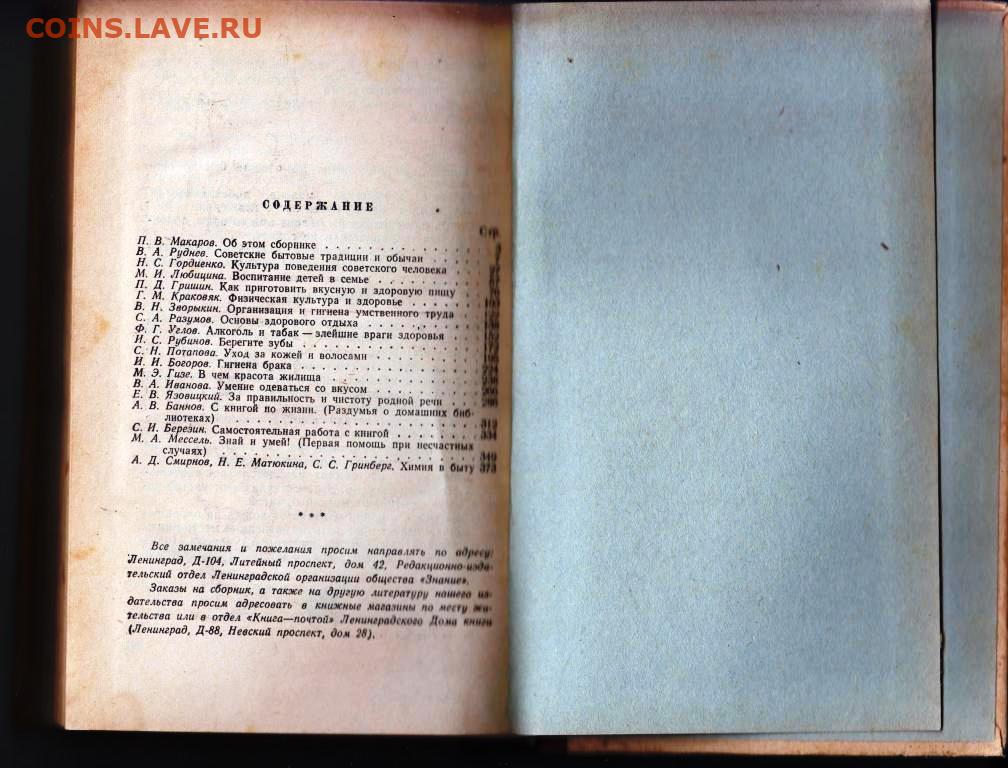 COINS.LAVE.RU
СОДЕРЖАНИЕ
Стр.
П. В. Макаров. Об этом сборнике
В. А. Руднев. Советские бытовые традиции и обычаи
Н. С. Гордиенко. Культура поведения советского человека
М. И. Любицина. Воспитание детей в семье
П. Д. Гришин. Как приготовить вкусную и здоровую пищу
Г. М. Краковяк. Физическая культура и здоровье
В. Н. Зворыкин. Организация и гигиена умственного труда
С. А. Разумов. Основы здорового отдыха
Ф. Г. Углов. Алкоголь и табак — злейшие враги здоровья
И. С. Рубинов. Берегите зубы
С. Н. Потапова. Уход за кожей и волосами
И. И. Богоров. Гигиена брака
М. Э. Гизе. В чем красота жилища
В. А. Иванова. Умение одеваться со вкусом
Е. В. Язовицкий. За правильность и чистоту родной речи
А. В. Баннов. С книгой по жизни. (Раздумья о домашних биб-
лиотеках) 312
С. И. Березин. Самостоятельная работа с книгой 334
М. А. Мессель. Знай и умей! (Первая помощь при несчастных
случаях) 349
А. Д. Смирнов, Н. Е. Матюкина, С. С. Гринберг. Химия в быту 373
* * *
Все замечания и пожелания просим направлять по адресу:
Ленинград, Д-104, Литейный проспект, дом 42. Редакционно-изда-
тельский отдел Ленинградской организации общества «Знание».
Заказы на сборник, а также на другую литературу нашего из-
дательства просим адресовать в книжные магазины по месту жи-
тельства или в отдел «Книга—почтой» Ленинградского Дома книги
(Ленинград, Д-88, Невский проспект, дом 28).